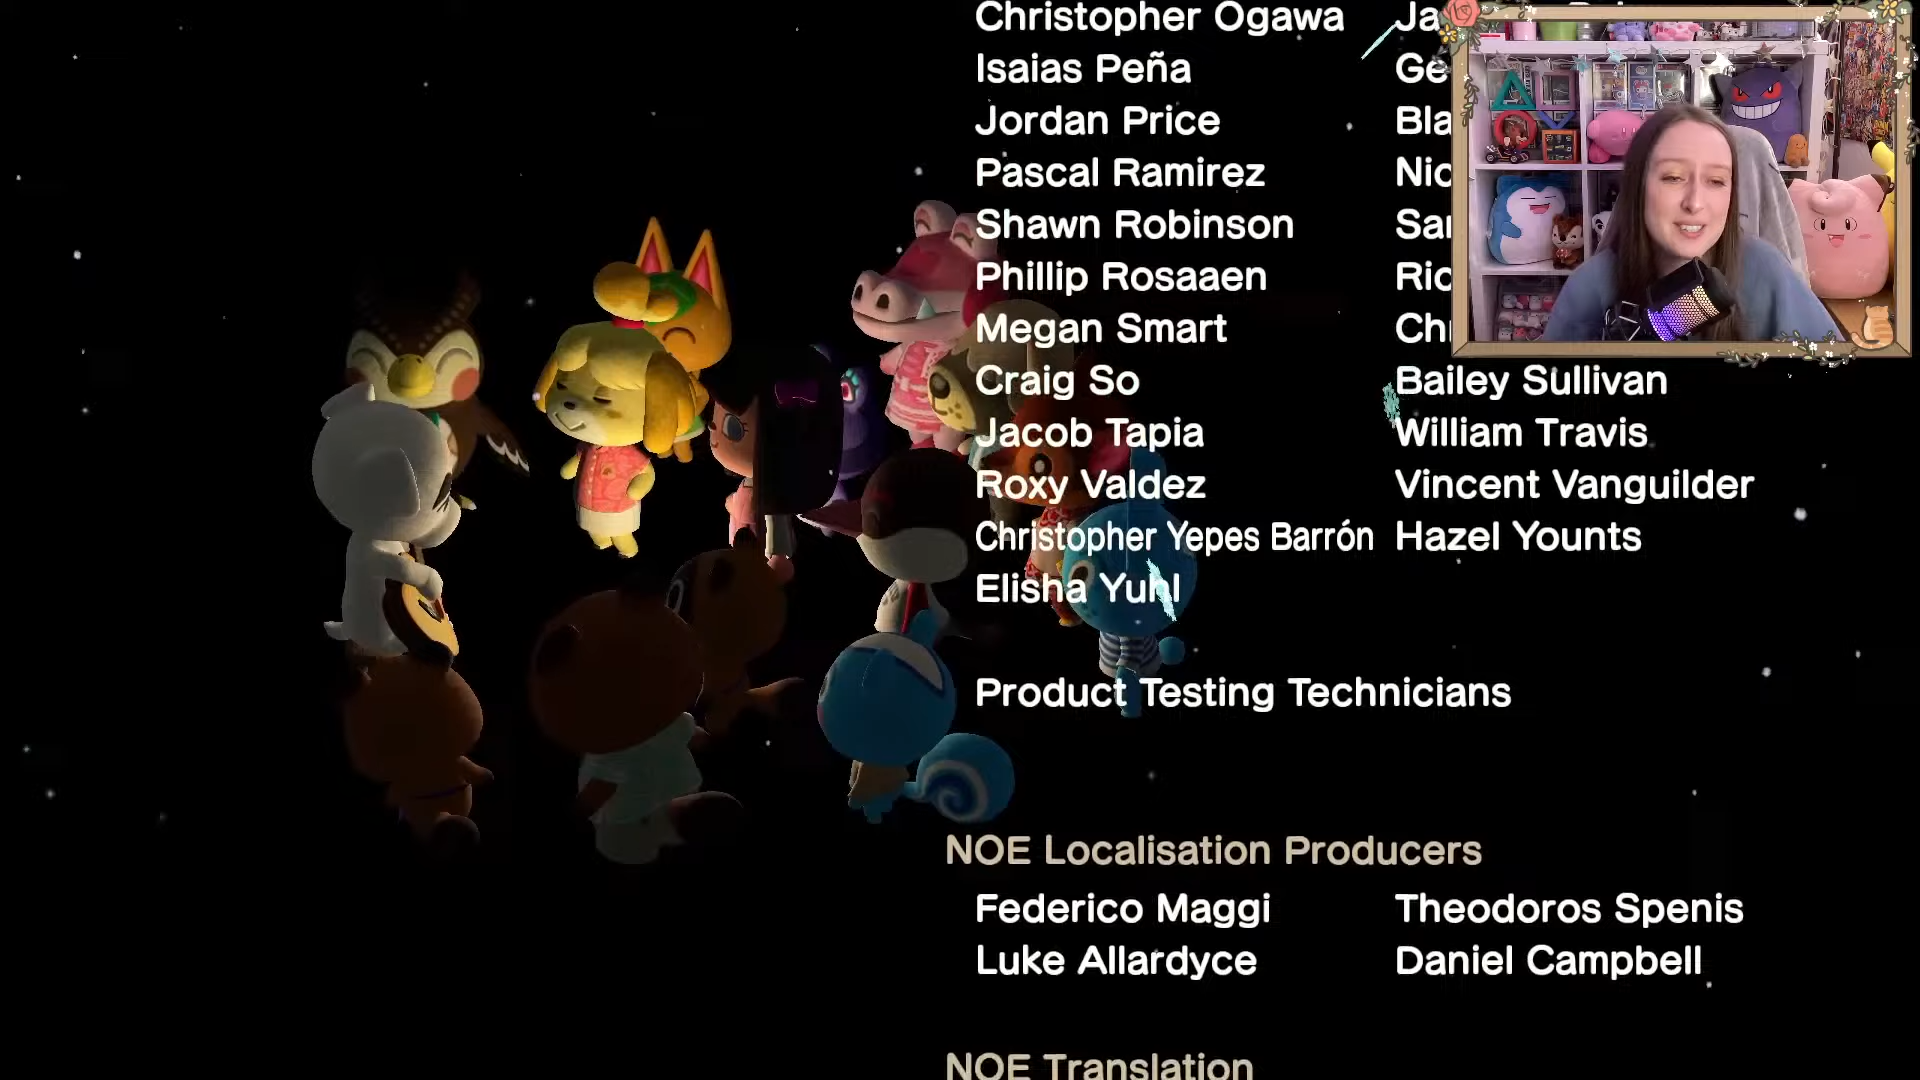 Christopher Ogawa
Isaias Peña
Jordan Price
Pascal Ramirez
Shawn Robinson
Phillip Rosaaen
Megan Smart
Craig So
Bailey Sullivan
Jacob Tapia
William Travis
Roxy Valdez
Vincent Vanguilder
Christopher Yepes Barrón
Hazel Younts
Elisha Yuhl
Product Testing Technicians
NOE Localisation Producers
Federico Maggi
Theodoros Spenis
Luke Allardyce
Daniel Campbell
NOE Translation